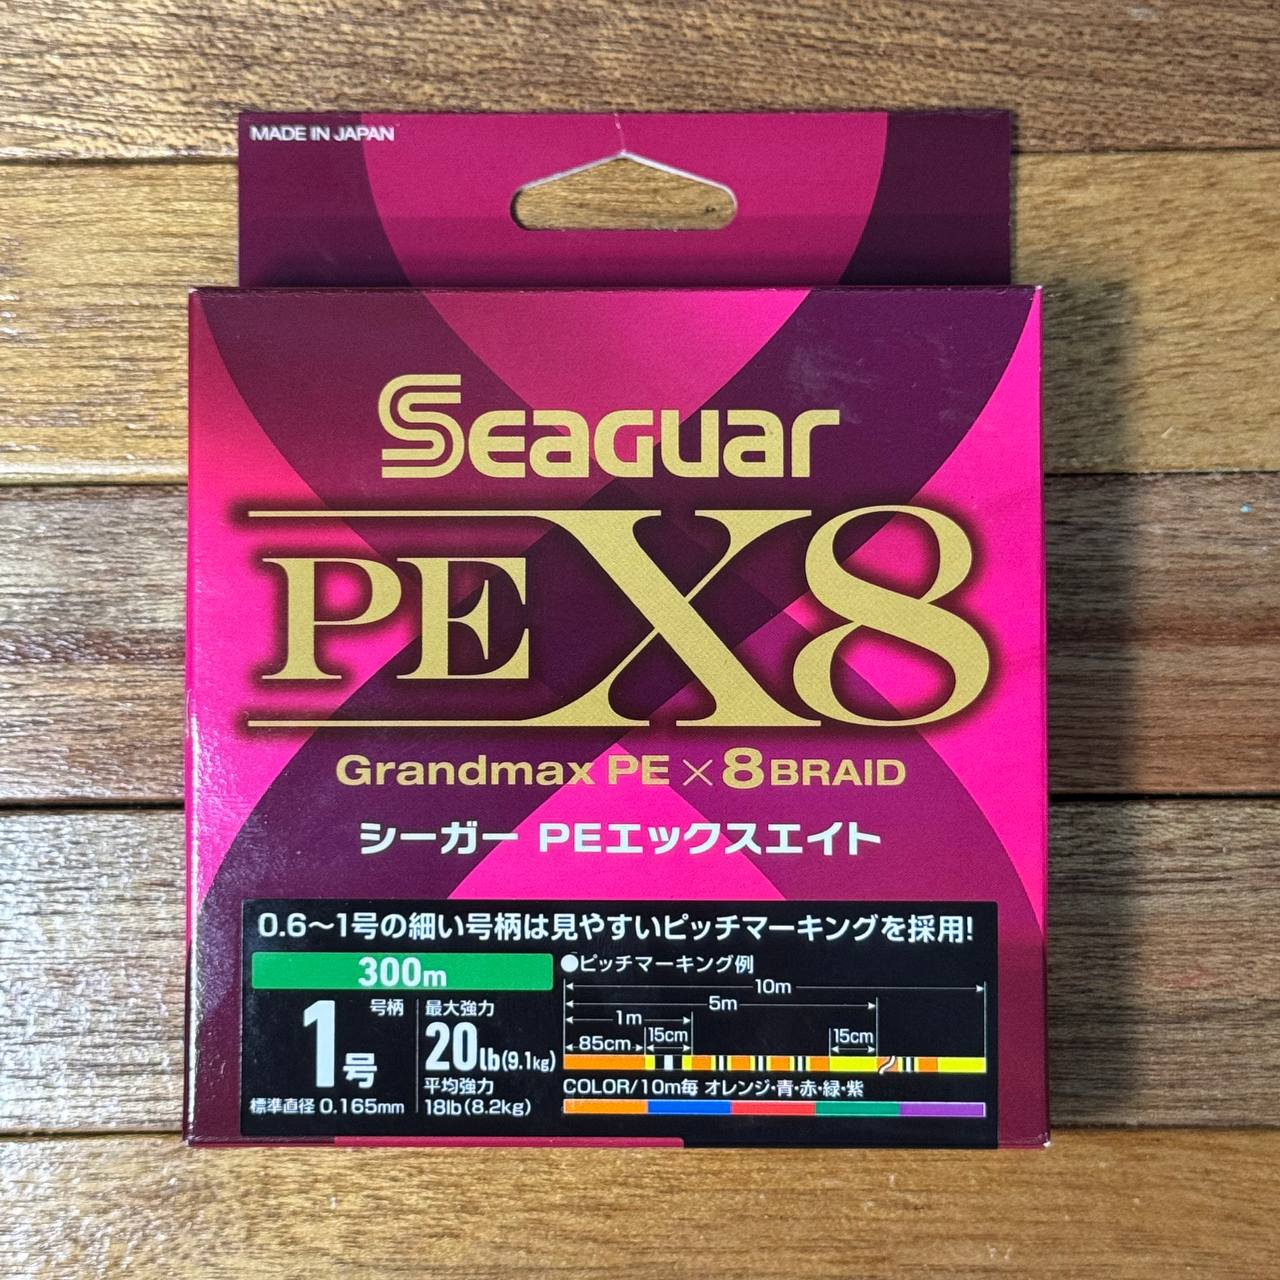 MADE IN JAPAN
SEAGUAR
PE X8
Grandmax PE × 8 BRAID
シーガー PEエックスエイト
0.6～1号の細い号柄は見やすいピッチマーキングを採用!
300m
号柄
1号
標準直径 0.165mm
最大強力
20lb(9.1kg)
平均強力
18lb(8.2kg)
●ピッチマーキング例
10m
5m
1m
85cm 15cm 15cm
COLOR/10m毎 オレンジ・青・赤・緑・紫